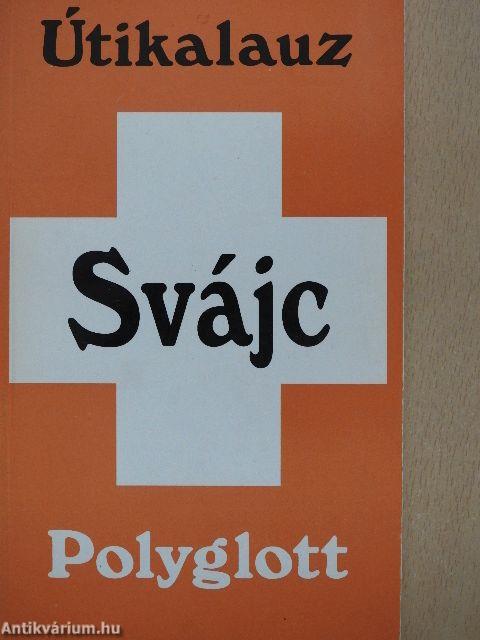 Útikalauz
Svájc
Polyglott
Antikvárium.hu